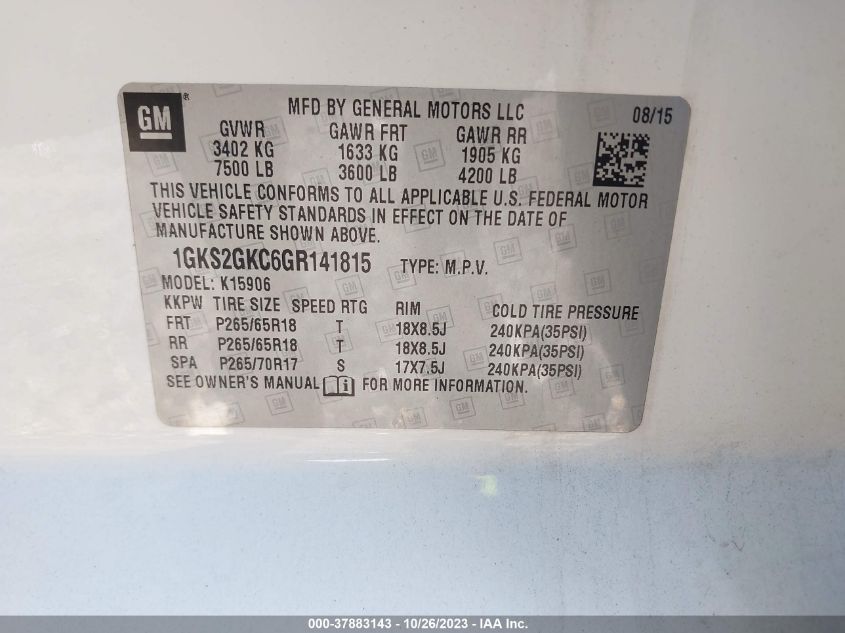 GM ®
MFD BY GENERAL MOTORS LLC 08/15
GVWR GAWR FRT GAWR RR
3402 KG 1633 KG 1905 KG
7500 LB 3600 LB 4200 LB
THIS VEHICLE CONFORMS TO ALL APPLICABLE U.S. FEDERAL MOTOR
VEHICLE SAFETY STANDARDS IN EFFECT ON THE DATE OF
MANUFACTURE SHOWN ABOVE.
1GKS2GKC6GR141815 TYPE: M.P.V.
MODEL: K15906
KKPW TIRE SIZE SPEED RTG RIM COLD TIRE PRESSURE
FRT P265/65R18 T 18X8.5J 240KPA(35PSI)
RR P265/65R18 T 18X8.5J 240KPA(35PSI)
SPA P265/70R17 S 17X7.5J 240KPA(35PSI)
SEE OWNER'S MANUAL FOR MORE INFORMATION.
000-37883143 - 10/26/2023 - IAA Inc.